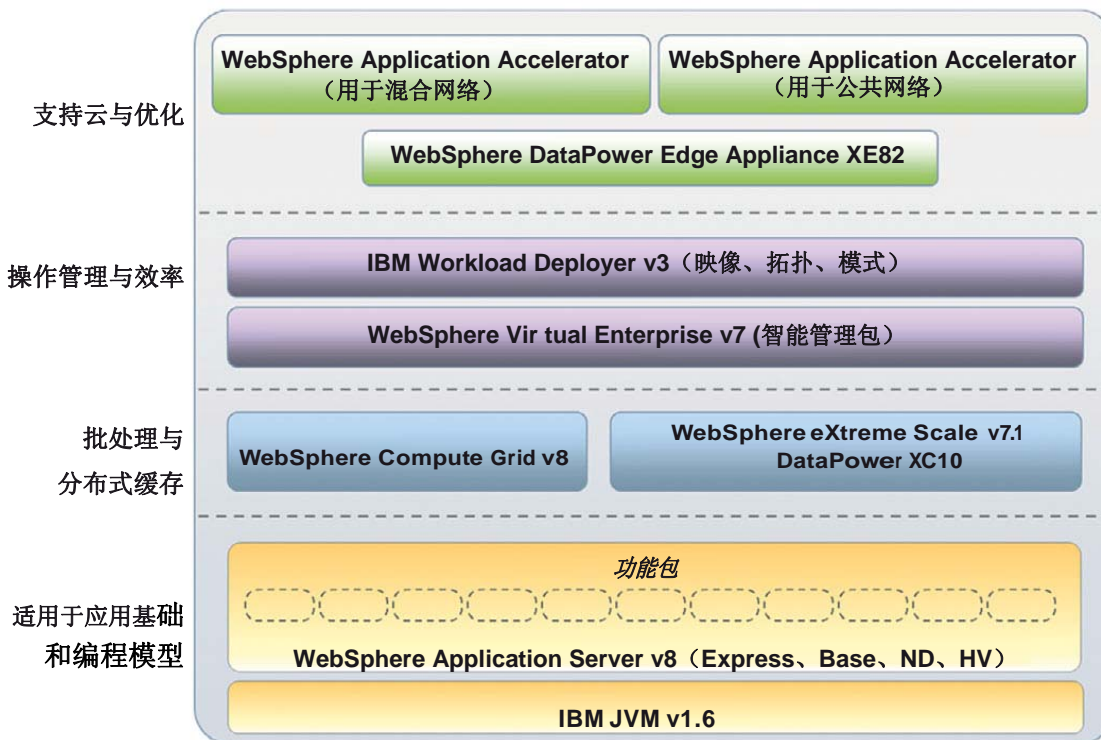 WebSphere Application Accelerator
（用于混合网络）
WebSphere Application Accelerator
（用于公共网络）
支持云与优化
WebSphere DataPower Edge Appliance XE82
操作管理与效率
IBM Workload Deployer v3（映像、拓扑、模式）
WebSphere Vir tual Enterprise v7 (智能管理包）
批处理与
分布式缓存
WebSphere Compute Grid v8
WebSphere eXtreme Scale v7.1
DataPower XC10
适用于应用基础
和编程模型
功能包
WebSphere Application Server v8（Express、Base、ND、HV）
IBM JVM v1.6